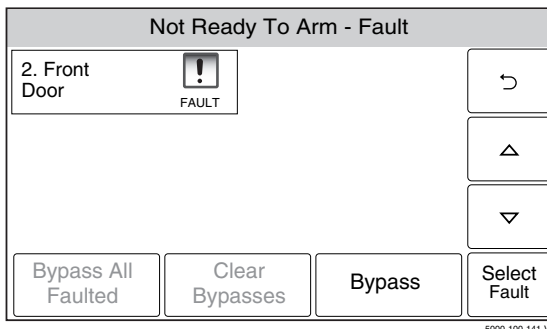 Not Ready To Arm - Fault
2. Front
Door
FAULT
Bypass All
Faulted
Clear
Bypasses
Bypass
Select
Fault